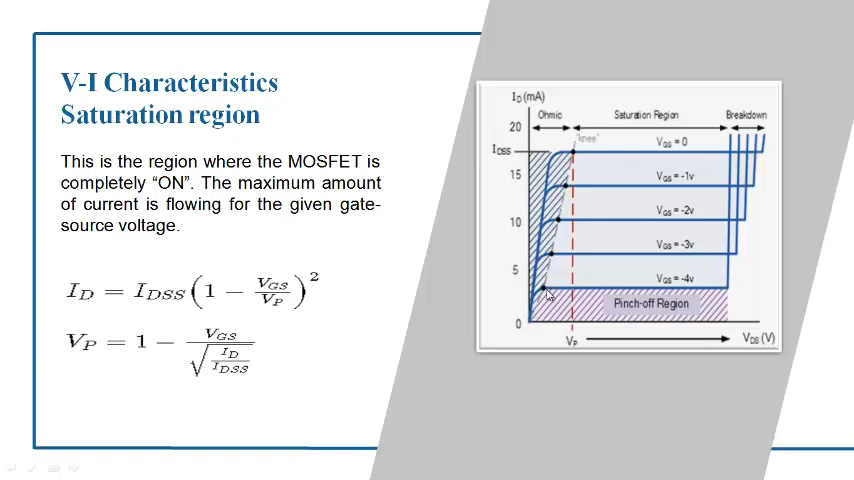 V-I Characteristics
Saturation region
This is the region where the MOSFET is
completely “ON”. The maximum amount
of current is flowing for the given gate-
source voltage.
I_D = I_DSS(1 − V_GS/V_P)^2
V_P = 1 − V_GS/√(I_D/I_DSS)
I_D (mA)
Ohmic
Saturation Region
Breakdown
"knee"
20
I_DSS
15
10
5
0
V_GS = 0
V_GS = -1v
V_GS = -2v
V_GS = -3v
V_GS = -4v
Pinch-off Region
V_P
V_DS (V)